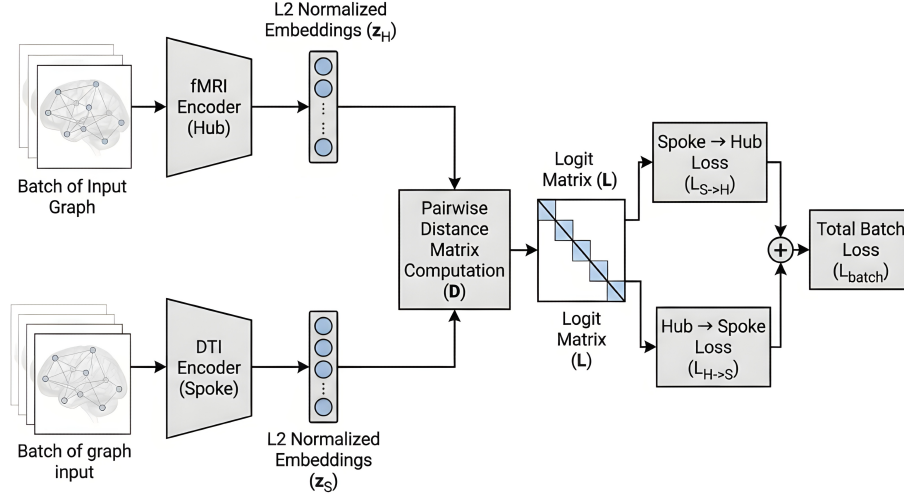 L2 Normalized
Embeddings (z_H)
fMRI
Encoder
(Hub)
Batch of Input
Graph
Pairwise
Distance
Matrix
Computation
(D)
Logit
Matrix (L)
Logit
Matrix
(L)
Spoke → Hub
Loss
(L_S->H)
+
Total Batch
Loss
(L_batch)
Hub → Spoke
Loss
(L_H->S)
DTI
Encoder
(Spoke)
Batch of graph
input
L2 Normalized
Embeddings
(z_S)